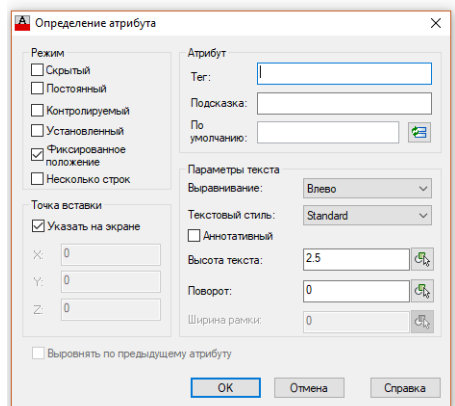 Определение атрибута
Режим
Скрытый
Постоянный
Контролируемый
Установленный
Фиксированное
положение
Несколько строк
Точка вставки
Указать на экране
X: 0
Y: 0
Z: 0
Атрибут
Тег:
Подсказка:
По
умолчанию:
Параметры текста
Выравнивание: Влево
Текстовый стиль: Standard
Аннотативный
Высота текста: 2.5
Поворот: 0
Ширина рамки: 0
Выровнять по предыдущему атрибуту
OK Отмена Справка